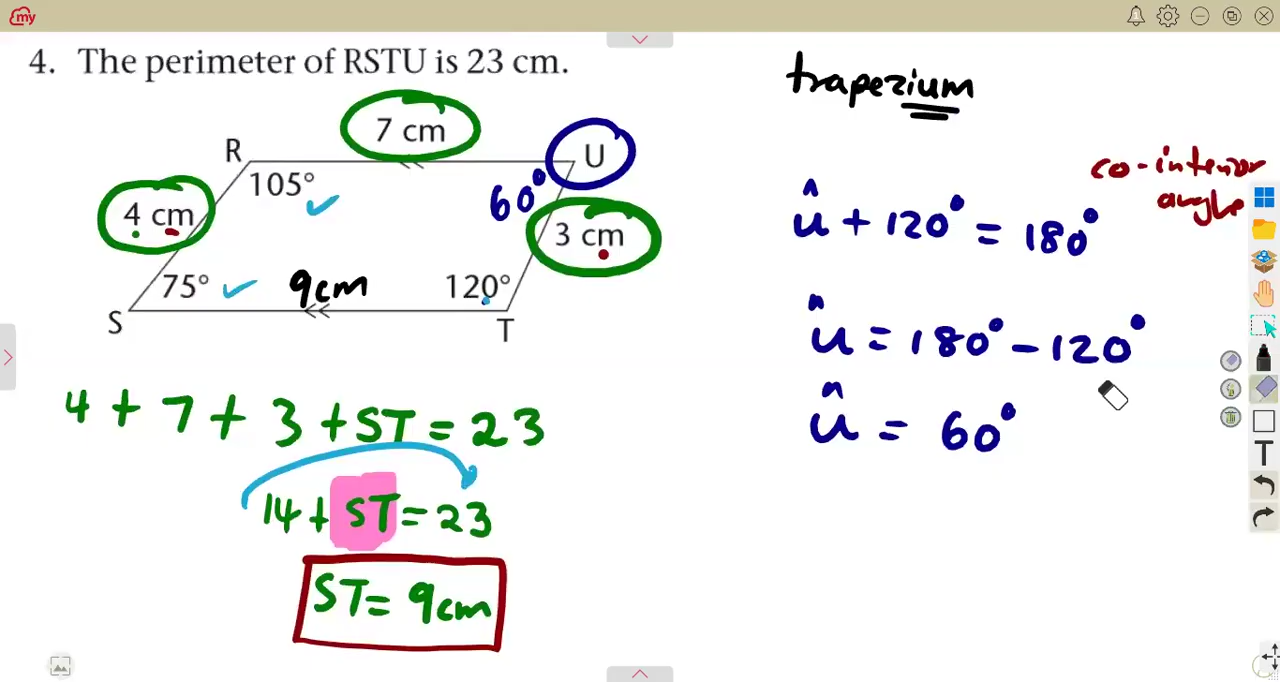 my
4. The perimeter of RSTU is 23 cm.
trapezium
7 cm
R
U
105°
60°
co-interior
angle
4 cm
3 cm
û + 120° = 180°
75°
9cm
120°
S
T
û = 180° - 120°
4 + 7 + 3 + ST = 23
û = 60°
14 + ST = 23
ST = 9cm
T